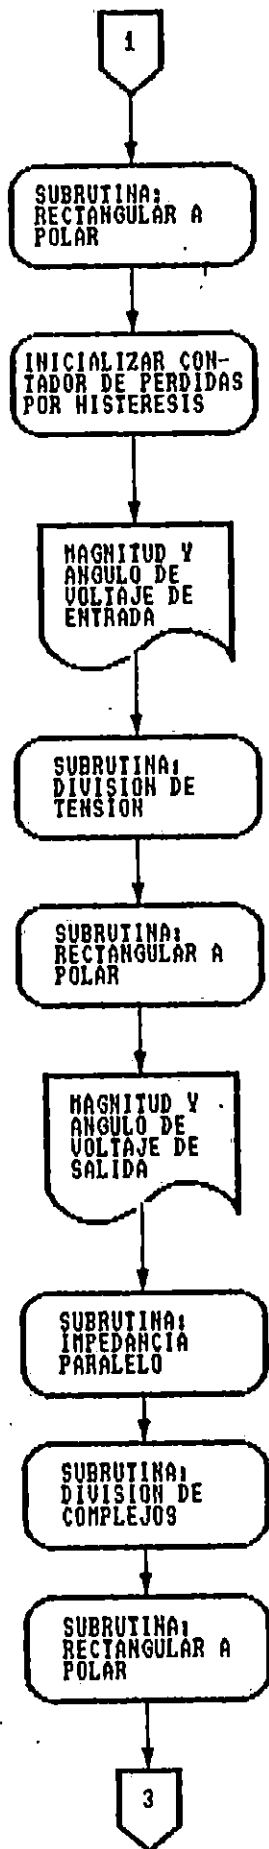 1
SUBRUTINA:
RECTANGULAR A
POLAR
INICIALIZAR CON-
TADOR DE PERDIDAS
POR HISTERESIS
MAGNITUD Y
ANGULO DE
VOLTAJE DE
ENTRADA
SUBRUTINA:
DIVISION DE
TENSION
SUBRUTINA:
RECTANGULAR A
POLAR
MAGNITUD Y
ANGULO DE
VOLTAJE DE
SALIDA
SUBRUTINA:
IMPEDANCIA
PARALELO
SUBRUTINA:
DIVISION DE
COMPLEJOS
SUBRUTINA:
RECTANGULAR A
POLAR
3